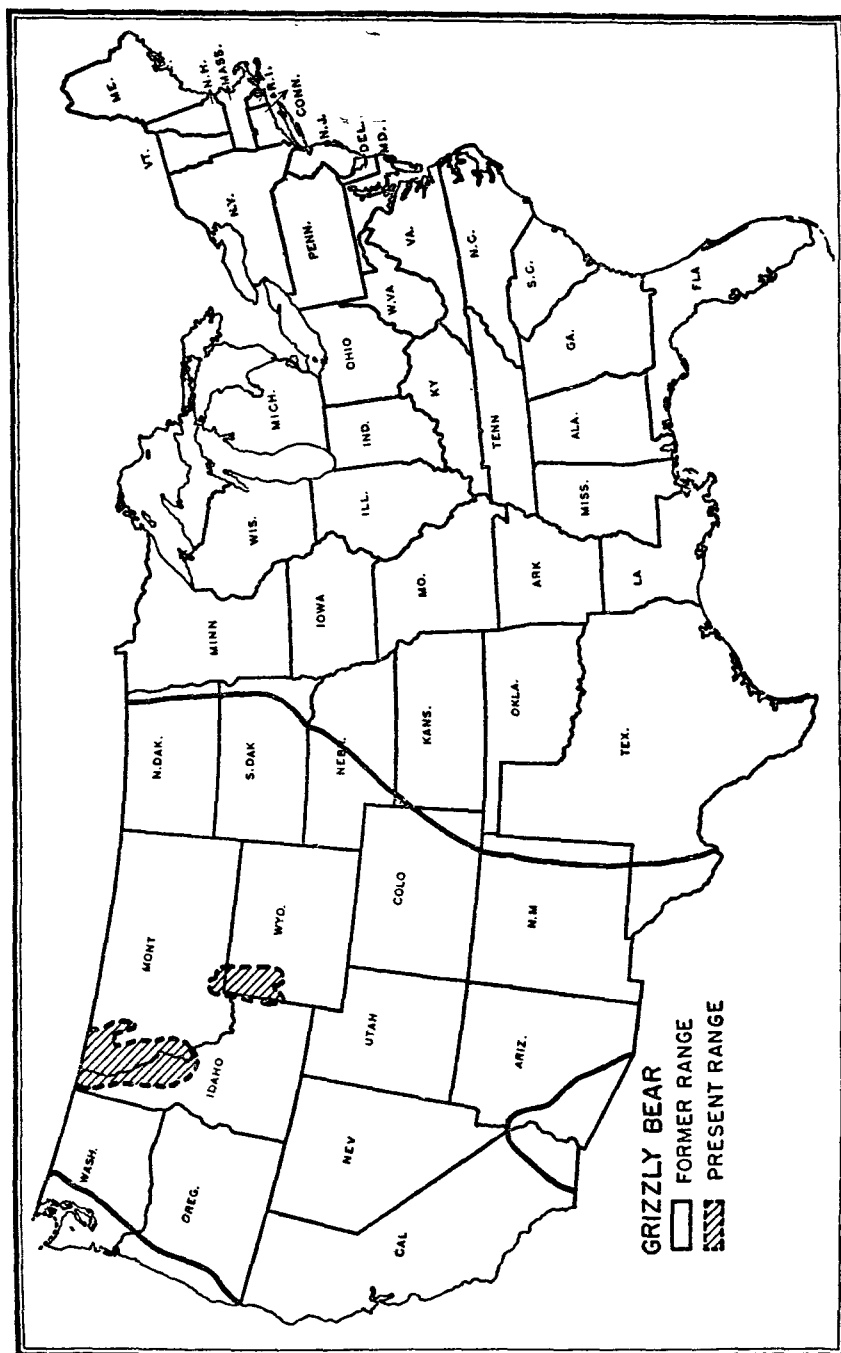 ME.
VT.
N.H.
MASS.
R.I.
CONN.
N.Y.
N.J.
PENN.
DEL.
MD.
WASH.
MONT
N.DAK.
MINN
WIS.
MICH.
OREG.
IDAHO
WYO.
S.DAK
IOWA
ILL.
IND.
OHIO
W.VA
VA.
NEV
UTAH
COLO
NEBR.
KANS.
MO.
KY
TENN
N.C.
S.C.
CAL
ARIZ.
N.M
OKLA.
TEX.
ARK
LA
MISS.
ALA.
GA.
FLA
GRIZZLY BEAR
FORMER RANGE
PRESENT RANGE